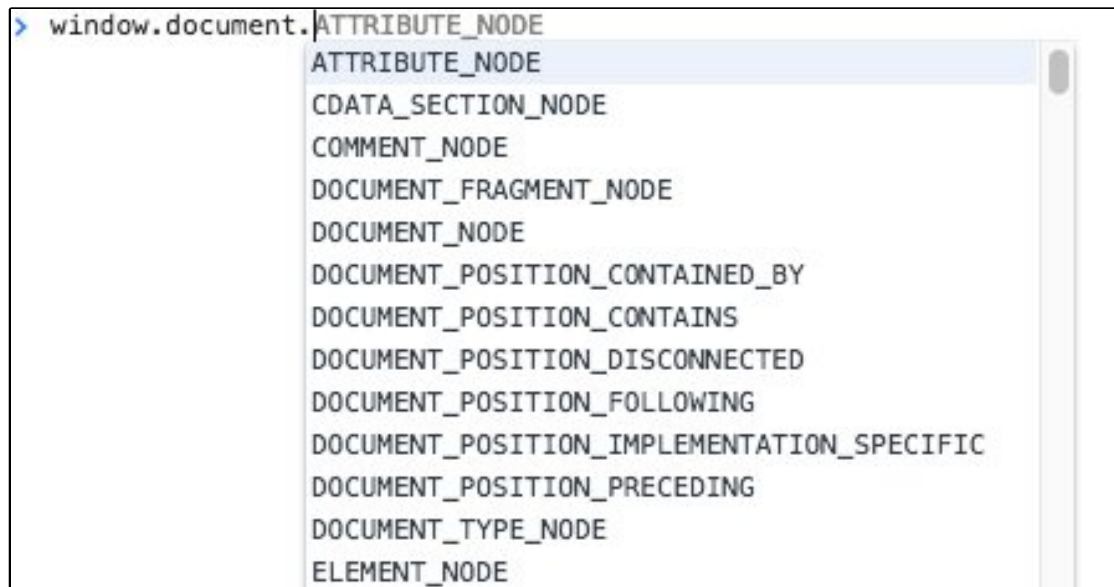 > window.document.ATTRIBUTE_NODE
ATTRIBUTE_NODE
CDATA_SECTION_NODE
COMMENT_NODE
DOCUMENT_FRAGMENT_NODE
DOCUMENT_NODE
DOCUMENT_POSITION_CONTAINED_BY
DOCUMENT_POSITION_CONTAINS
DOCUMENT_POSITION_DISCONNECTED
DOCUMENT_POSITION_FOLLOWING
DOCUMENT_POSITION_IMPLEMENTATION_SPECIFIC
DOCUMENT_POSITION_PRECEDING
DOCUMENT_TYPE_NODE
ELEMENT_NODE